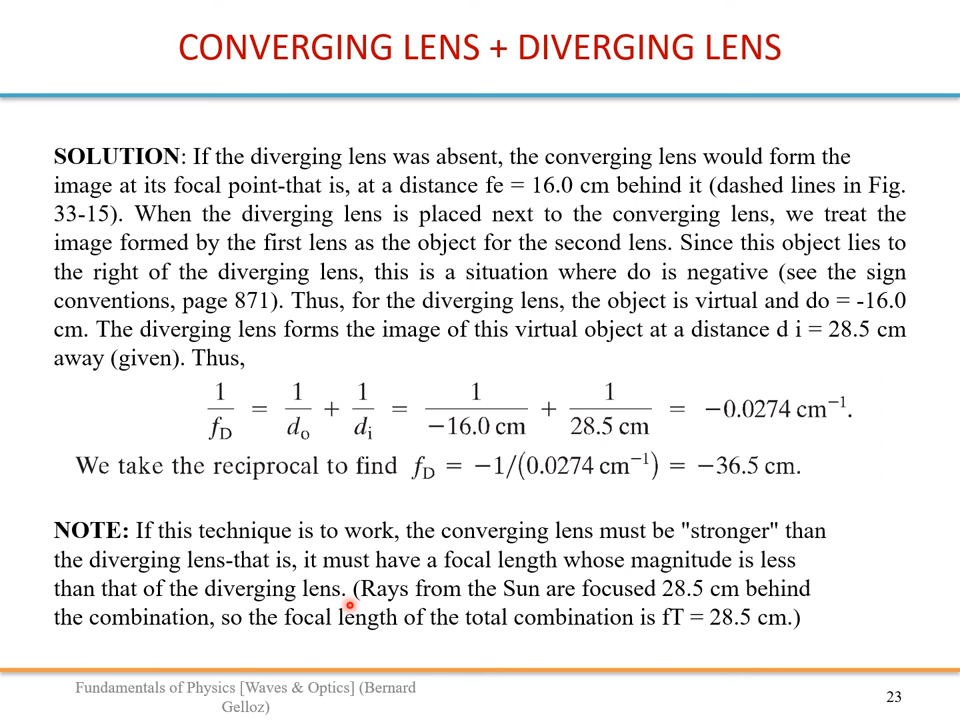 CONVERGING LENS + DIVERGING LENS
SOLUTION: If the diverging lens was absent, the converging lens would form the
image at its focal point-that is, at a distance fe = 16.0 cm behind it (dashed lines in Fig.
33-15). When the diverging lens is placed next to the converging lens, we treat the
image formed by the first lens as the object for the second lens. Since this object lies to
the right of the diverging lens, this is a situation where do is negative (see the sign
conventions, page 871). Thus, for the diverging lens, the object is virtual and do = -16.0
cm. The diverging lens forms the image of this virtual object at a distance d i = 28.5 cm
away (given). Thus,
1/f_D = 1/d_o + 1/d_i = 1/−16.0 cm + 1/28.5 cm = −0.0274 cm⁻¹.
We take the reciprocal to find f_D = −1/(0.0274 cm⁻¹) = −36.5 cm.
NOTE: If this technique is to work, the converging lens must be "stronger" than
the diverging lens-that is, it must have a focal length whose magnitude is less
than that of the diverging lens. (Rays from the Sun are focused 28.5 cm behind
the combination, so the focal length of the total combination is fT = 28.5 cm.)
Fundamentals of Physics [Waves & Optics] (Bernard
Gelloz)
23